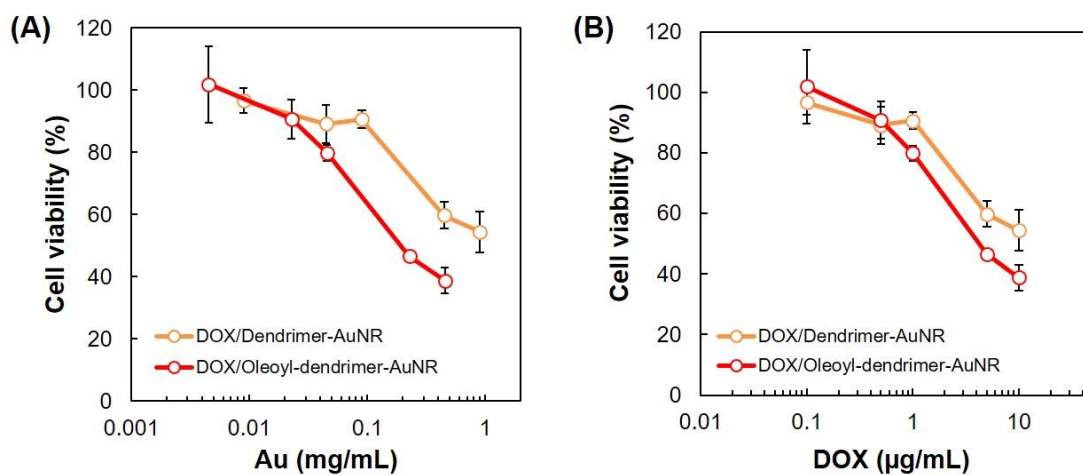 (A)
120
100
80
60
40
20
0
Cell viability (%)
DOX/Dendrimer-AuNR
DOX/Oleoyl-dendrimer-AuNR
0.001
0.01
0.1
1
Au (mg/mL)
(B)
120
100
80
60
40
20
0
Cell viability (%)
DOX/Dendrimer-AuNR
DOX/Oleoyl-dendrimer-AuNR
0.01
0.1
1
10
DOX (μg/mL)